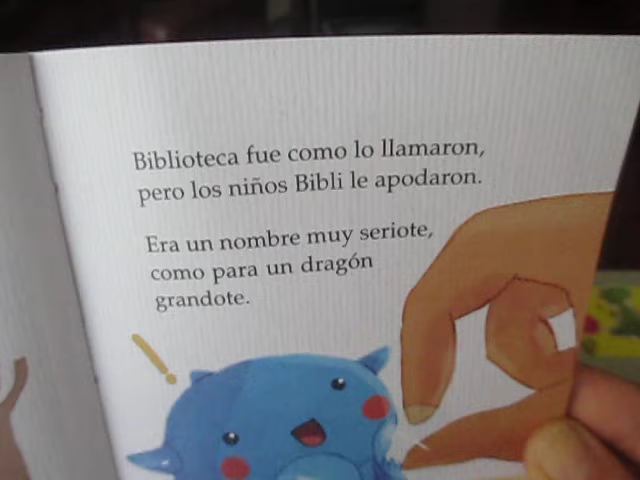 Biblioteca fue como lo llamaron,
pero los niños Bibli le apodaron.
Era un nombre muy seriote,
como para un dragón
grandote.